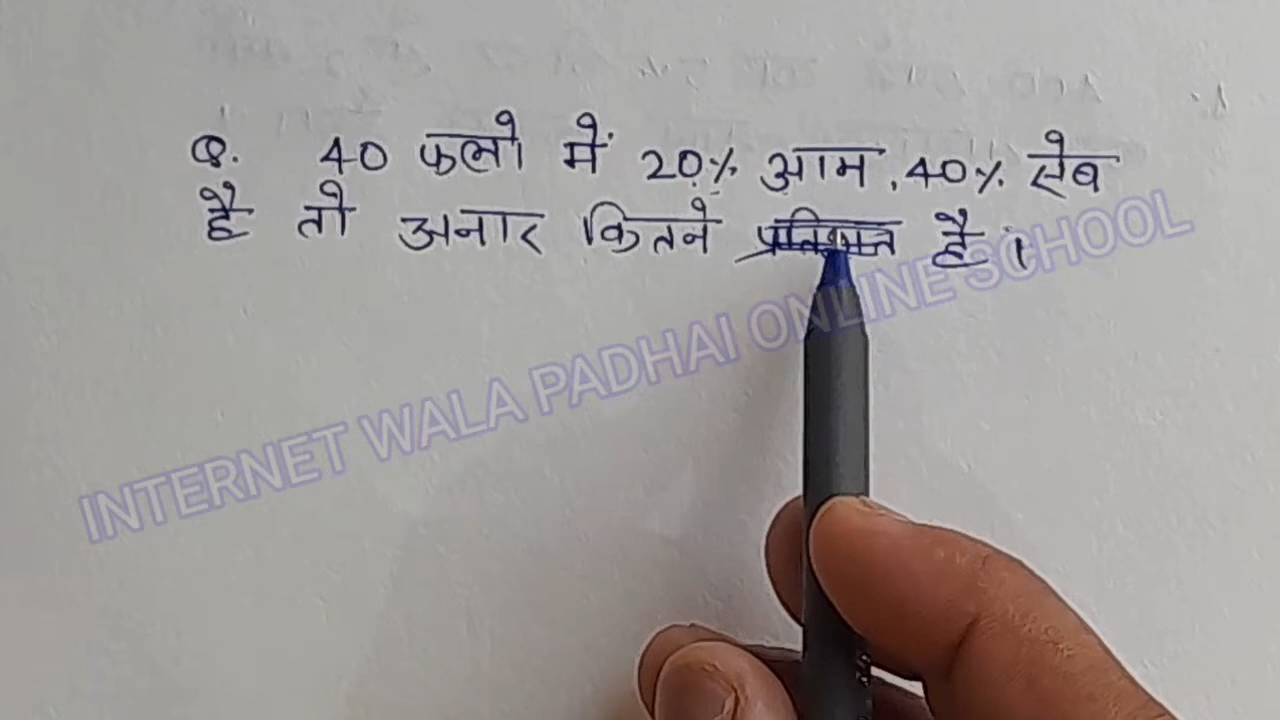 Q. 40 फलो में 20% आम, 40% सेब
है तो अनार कितने प्रतिशत है।
INTERNET WALA PADHAI ONLINE SCHOOL